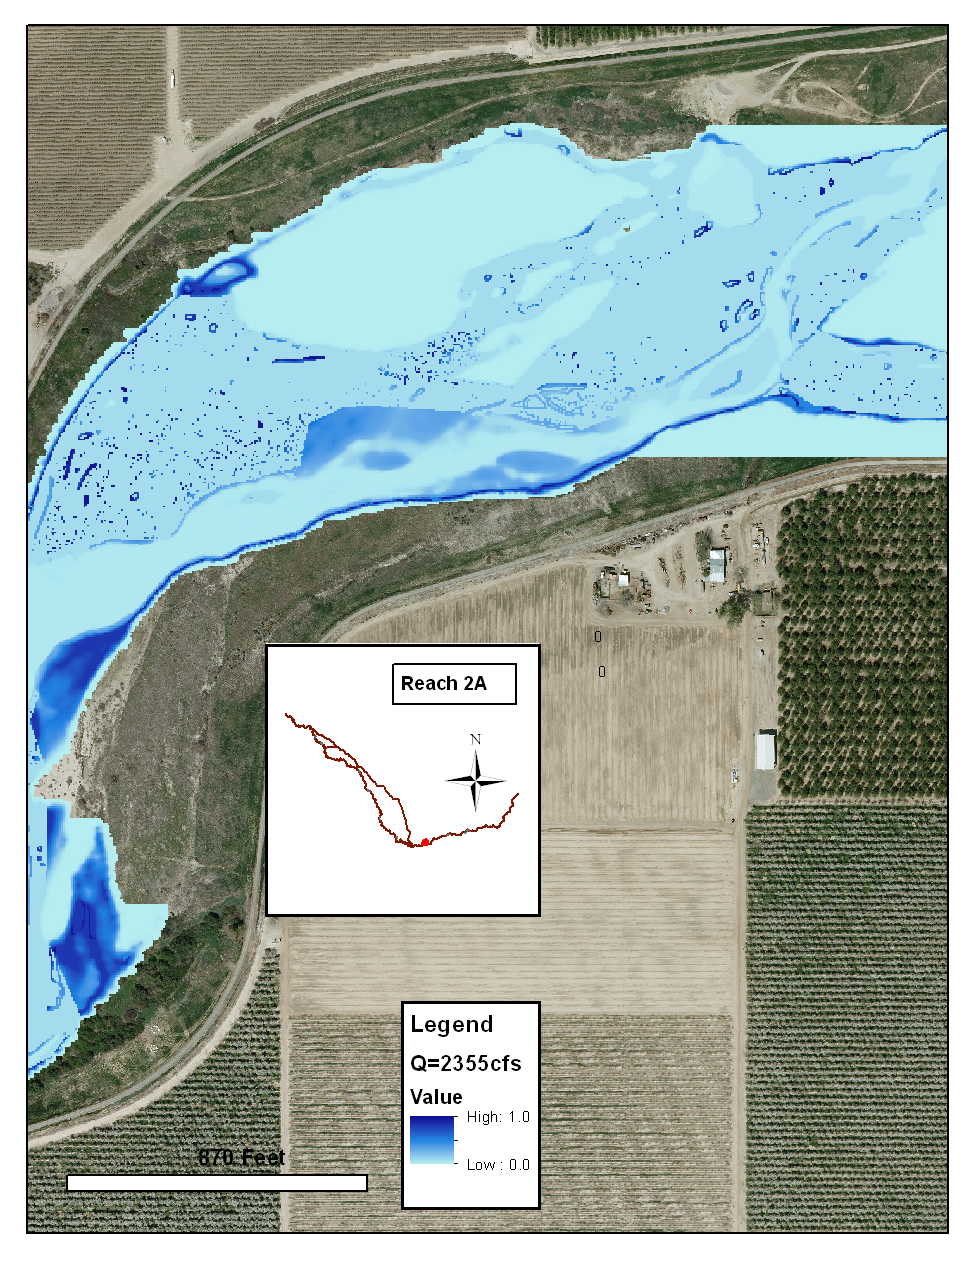 0
0
Reach 2A
N
Legend
Q=2355cfs
Value
High: 1.0
Low : 0.0
870 Feet